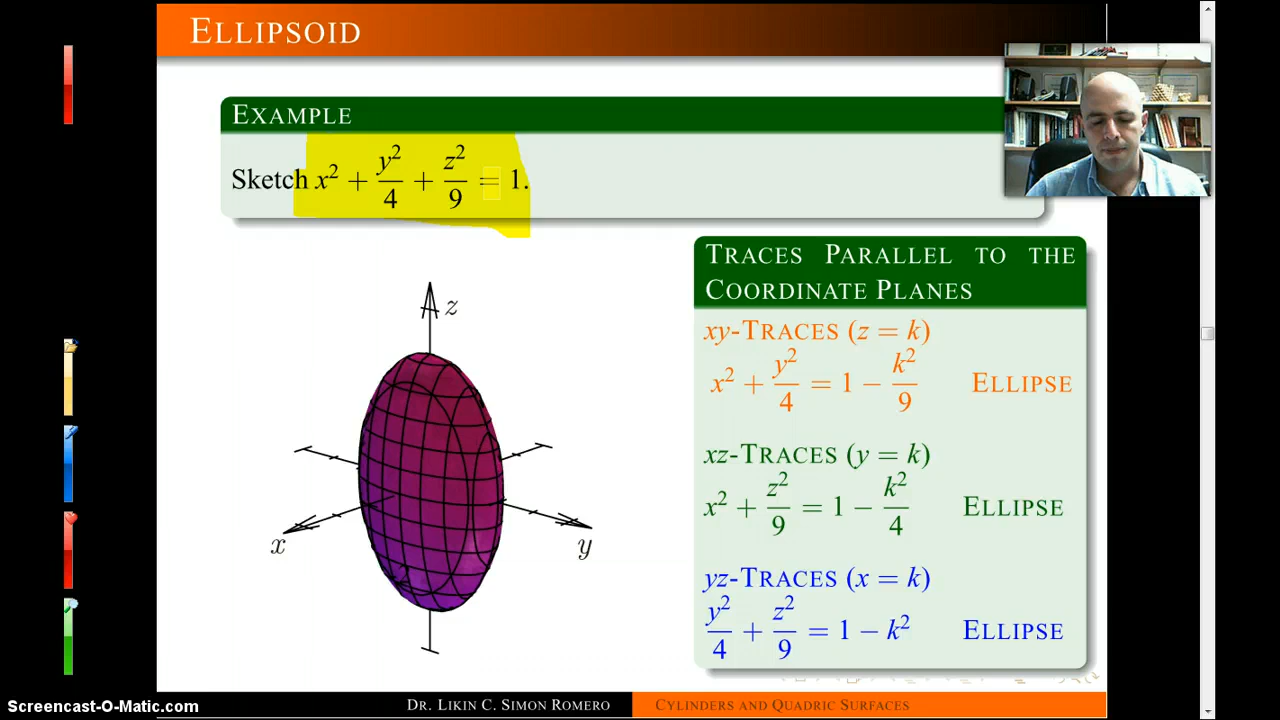 ELLIPSOID
EXAMPLE
Sketch x² + y²/4 + z²/9 = 1.
z
x
y
TRACES PARALLEL TO THE
COORDINATE PLANES
xy-TRACES (z = k)
x² + y²/4 = 1 − k²/9 ELLIPSE
xz-TRACES (y = k)
x² + z²/9 = 1 − k²/4 ELLIPSE
yz-TRACES (x = k)
y²/4 + z²/9 = 1 − k² ELLIPSE
DR. LIKIN C. SIMON ROMERO
CYLINDERS AND QUADRIC SURFACES
Screencast-O-Matic.com